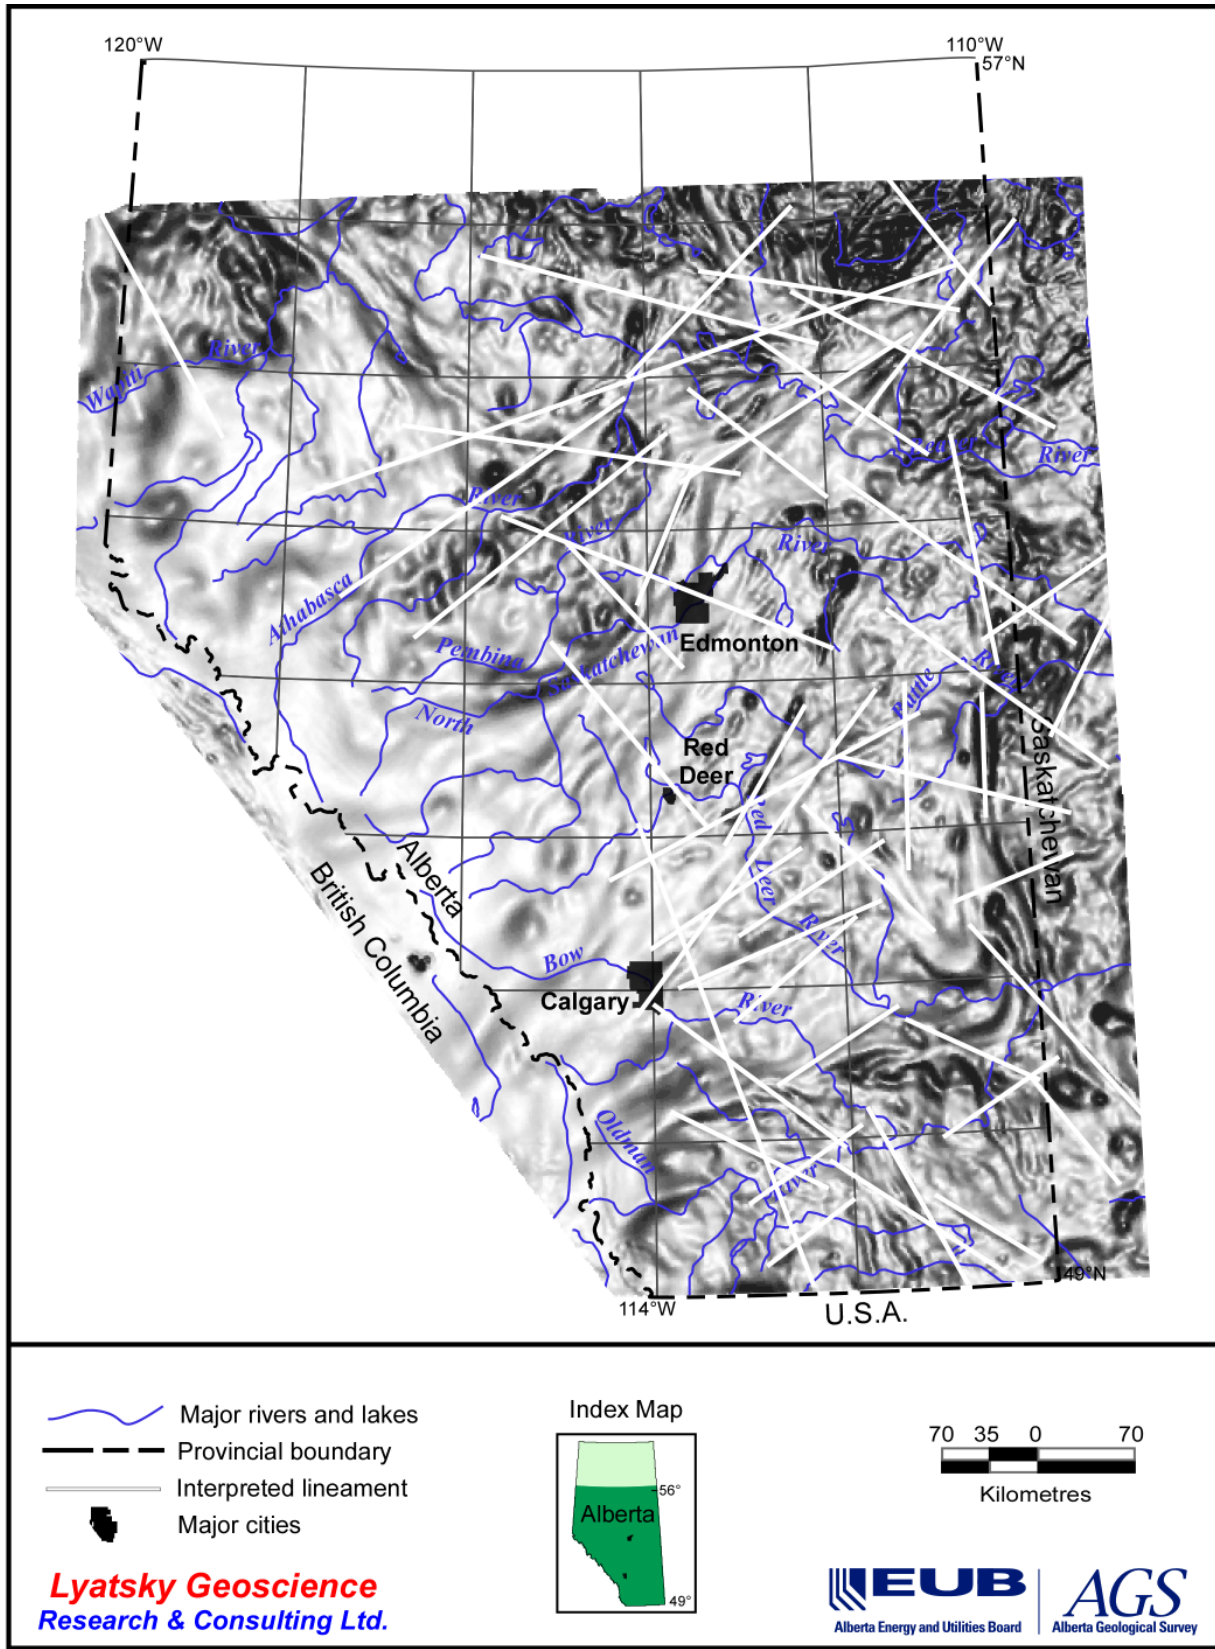 120°W
110°W
57°N
River
Wapiti
Beaver
River
River
River
River
Athabasca
Pembina
Saskatchewan
Edmonton
North
Battle
River
Red
Deer
Saskatchewan
Red
Deer
River
Alberta
British Columbia
Bow
Calgary
River
Oldman
River
49°N
114°W
U.S.A.
Major rivers and lakes
Provincial boundary
Interpreted lineament
Major cities
Index Map
56°
Alberta
49°
70 35 0 70
Kilometres
Lyatsky Geoscience
Research & Consulting Ltd.
EUB
Alberta Energy and Utilities Board
AGS
Alberta Geological Survey